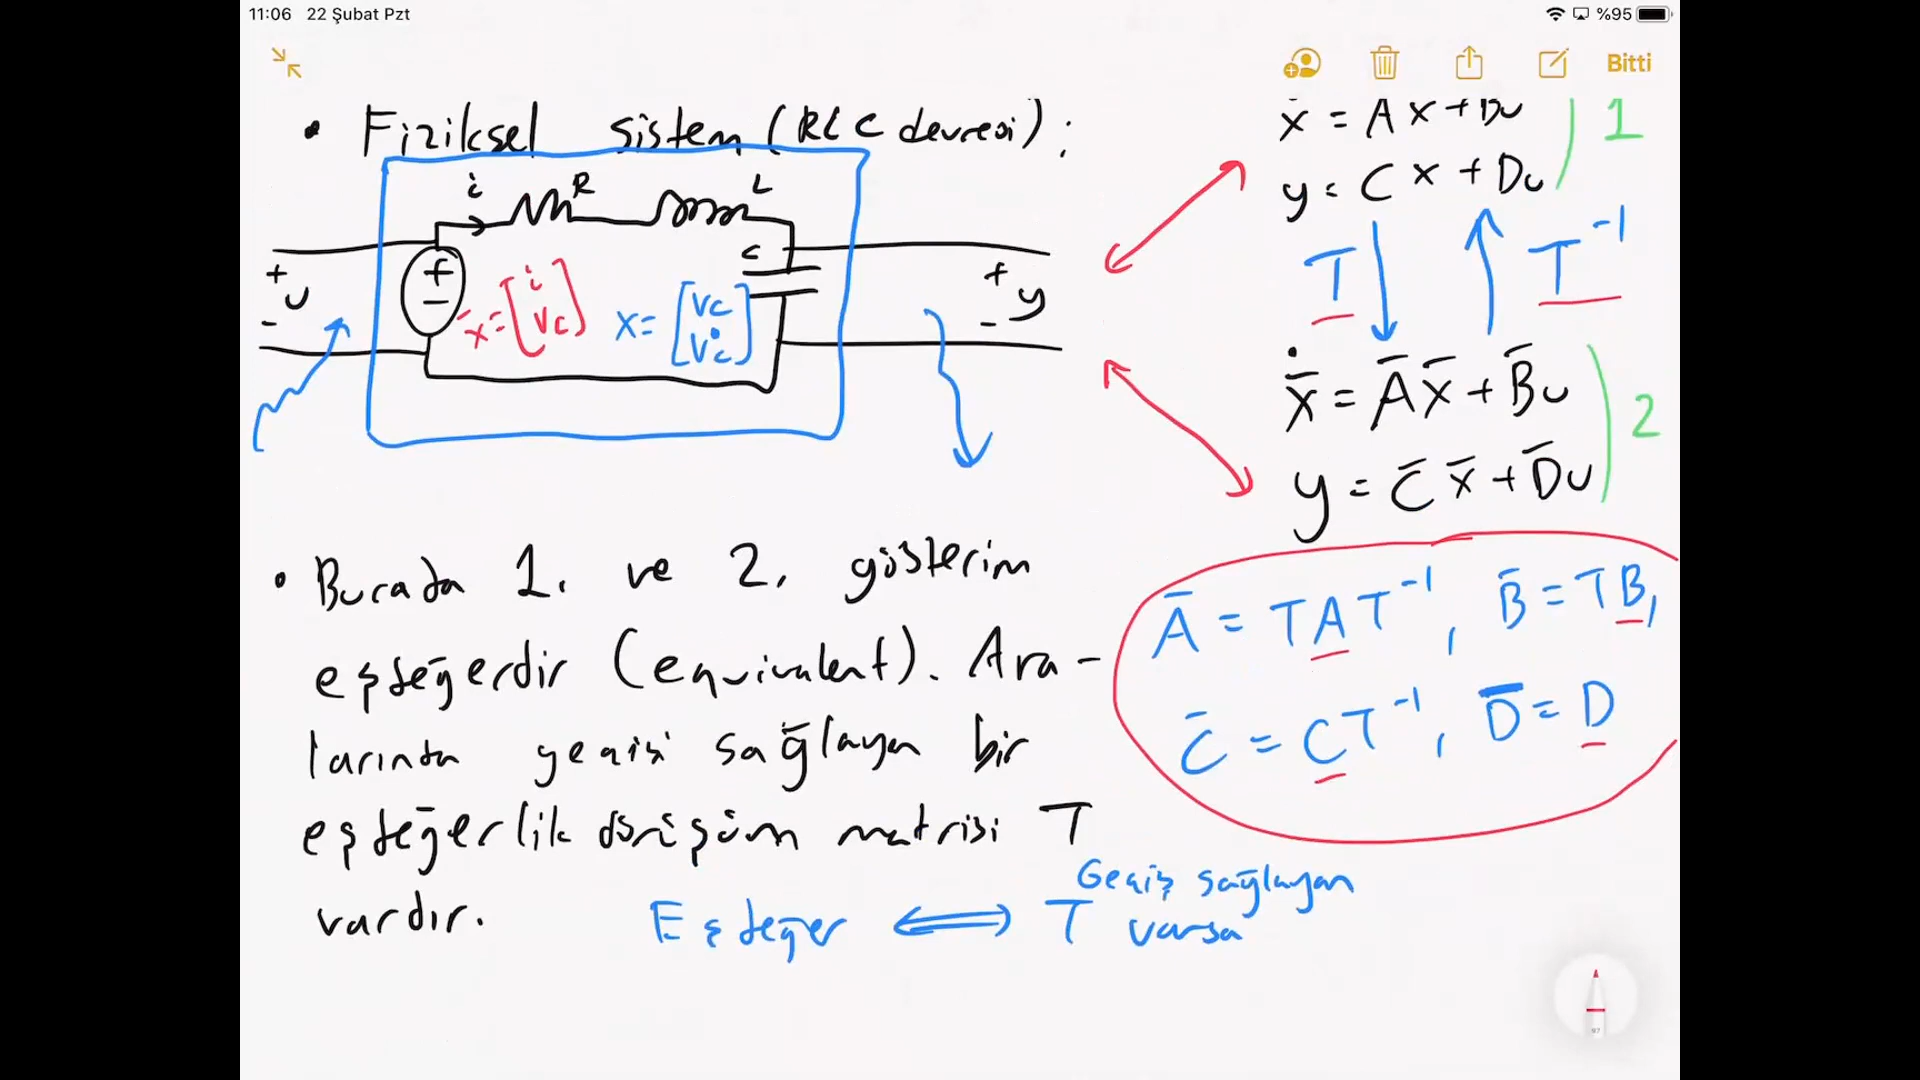 11:06 22 Şubat Pzt
%95
Bitti
• Fiziksel sistem (RLC devresi):
i R L
C
+ u -
+ -
x̄ = [i vc]
x = [vc v̇c]
+ y -
ẋ = Ax + Bu
y = Cx + Du
1
T T⁻¹
x̄̇ = Āx̄ + B̄u
y = C̄x̄ + D̄u
2
Ā = TAT⁻¹, B̄ = TB,
C̄ = CT⁻¹, D̄ = D
• Burada 1. ve 2. gösterim
eşdeğerdir (equivalent). Ara-
larında geçişi sağlayan bir
eşdeğerlik dönüşüm matrisi T
vardır.
Eşdeğer ⟺ T Geçiş sağlayan
varsa
97